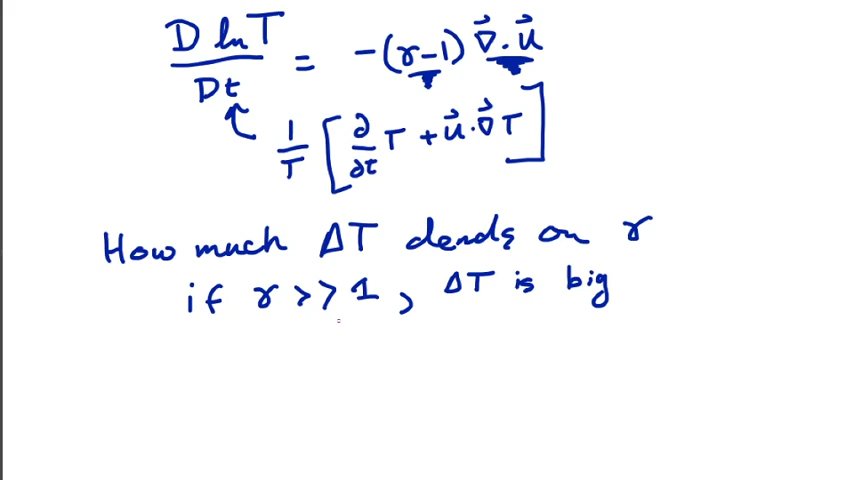 D ln T / Dt = -(γ-1) ∇⃗ · u⃗
1/T [ ∂/∂t T + u⃗ · ∇⃗ T ]
How much ΔT dends on γ
if γ >> 1 , ΔT is big